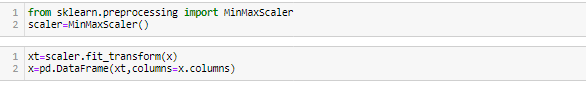 1 from sklearn.preprocessing import MinMaxScaler
2 scaler=MinMaxScaler()
1 xt=scaler.fit_transform(x)
2 x=pd.DataFrame(xt,columns=x.columns)